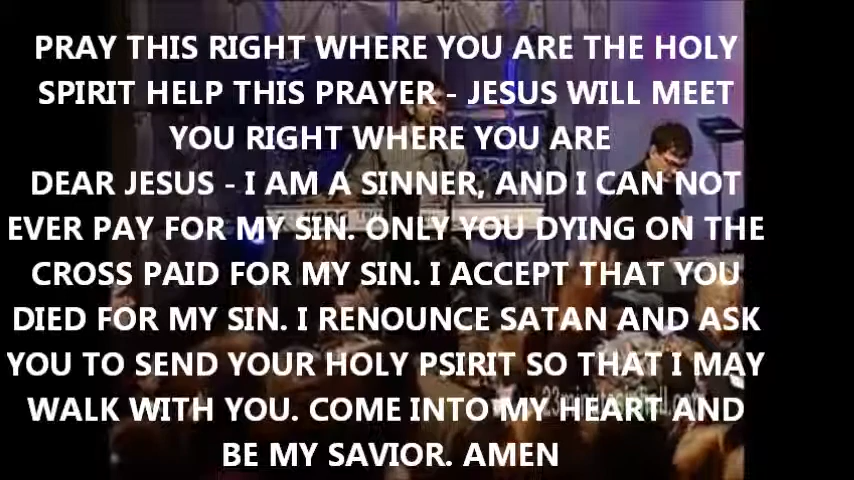 PRAY THIS RIGHT WHERE YOU ARE THE HOLY
SPIRIT HELP THIS PRAYER - JESUS WILL MEET
YOU RIGHT WHERE YOU ARE
DEAR JESUS - I AM A SINNER, AND I CAN NOT
EVER PAY FOR MY SIN. ONLY YOU DYING ON THE
CROSS PAID FOR MY SIN. I ACCEPT THAT YOU
DIED FOR MY SIN. I RENOUNCE SATAN AND ASK
YOU TO SEND YOUR HOLY PSIRIT SO THAT I MAY
WALK WITH YOU. COME INTO MY HEART AND
BE MY SAVIOR. AMEN